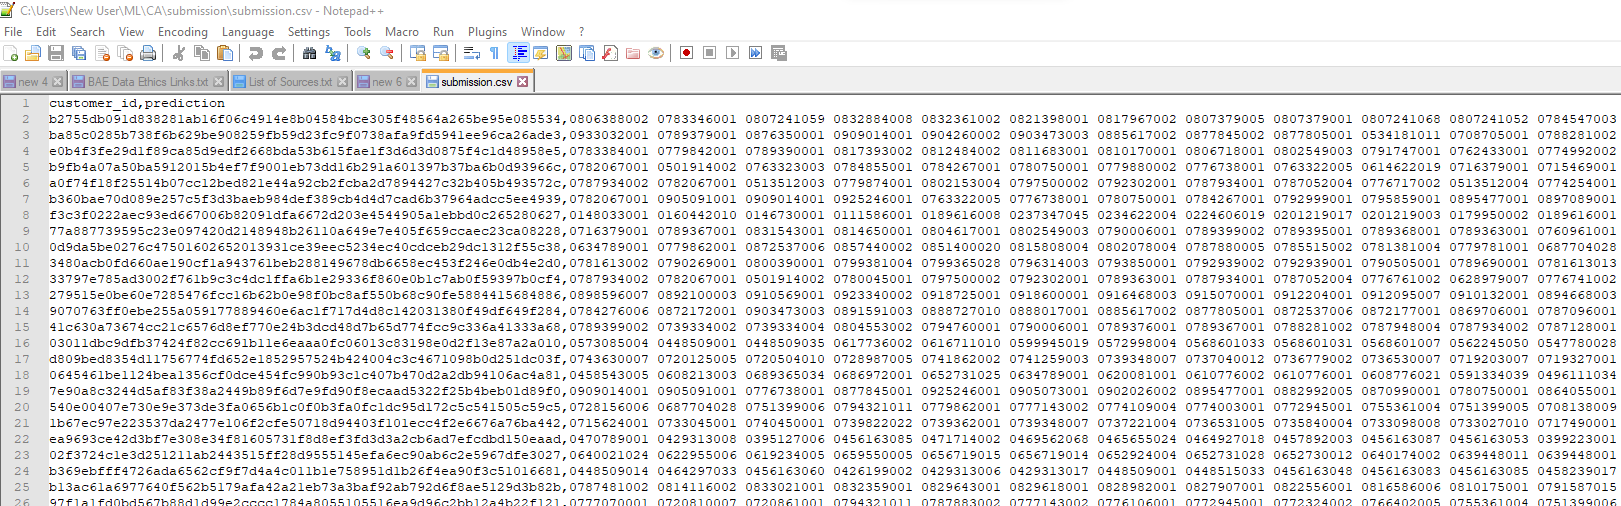 C:\Users\New User\ML\CA\submission\submission.csv - Notepad++
File Edit Search View Encoding Language Settings Tools Macro Run Plugins Window ?
new 4 BAE Data Ethics Links.txt List of Sources.txt new 6 submission.csv
1 customer_id,prediction
2 b2755db091d838281ab16f06c4914e8b04584bce305f48564a265be95e085534,0806388002 0783346001 0807241059 0832884008 0832361002 0821398001 0817967002 0807379005 0807379001 0807241068 0807241052 0784547003
3 ba85c0285b738f6b629be908259fb59d23fc9f0738afa9fd5941ee96ca26ade3,0933032001 0789379001 0876350001 0909014001 0904260002 0903473003 0885617002 0877845002 0877805001 0534181011 0708705001 0788281002
4 e0b4f3fe29d1f89ca85d9edf2668bda53b615fae1f3d6d3d0875f4c1d48958e5,0783384001 0779842001 0789390001 0817393002 0812484002 0811683001 0810170001 0806718001 0802549003 0791747001 0762433001 0774992002
5 b9fb4a07a50ba5912015b4ef7f9001eb73dd16b291a601397b37ba6b0d93966c,0782067001 0501914002 0763323003 0784855001 0784267001 0780750001 0779880002 0776738001 0763322005 0614622019 0716379001 0715469001
6 a0f74f18f25514b07cc12bed821e44a92cb2fcba2d7894427c32b405b493572c,0787934002 0782067001 0513512003 0779874001 0802153004 0797500002 0792302001 0787934001 0787052004 0776717002 0513512004 0774254001
7 b360bae70d089e257c5f3d3baeb984def389cb4d4d7cad6b37964adcc5ee4939,0782067001 0905091001 0909014001 0925246001 0763322005 0776738001 0780750001 0784267001 0792999001 0795859001 0895477001 0897089001
8 f3c3f0222aec93ed667006b82091dfa6672d203e4544905a1ebbd0c265280627,0148033001 0160442010 0146730001 0111586001 0189616008 0237347045 0234622004 0224606019 0201219017 0201219003 0179950002 0189616001
9 77a887739595c23e097420d2148948b26110a649e7e405f659ccaec23ca08228,0716379001 0789367001 0831543001 0814650001 0804617001 0802549003 0790006001 0789399002 0789395001 0789368001 0789363001 0760961001
10 0d9da5be0276c47501602652013931ce39eec5234ec40cdceb29dc1312f55c38,0634789001 0779862001 0872537006 0857440002 0851400020 0815808004 0802078004 0787880005 0785515002 0781381004 0779781001 0687704028
11 3480acb0fd660ae190cf1a943761beb288149678db6658ec453f246e0db4e2d0,0781613002 0790269001 0800390001 0799381004 0799365028 0796314003 0793850001 0792939002 0792939001 0790505001 0789690001 0781613013
12 33797e785ad3002f761b9c3c4dc1ffa6b1e29336f860e0b1c7ab0f59397b0cf4,0787934002 0782067001 0501914002 0780045001 0797500002 0792302001 0789363001 0787934001 0787052004 0776761002 0628979007 0776741002
13 279515e0be60e7285476fcc16b62b0e98f0bc8af550b68c90fe5884415684886,0898596007 0892100003 0910569001 0923340002 0918725001 0918600001 0916468003 0915070001 0912204001 0912095007 0910132001 0894668003
14 9070763ff0ebe255a059177889460e6ac1f717d4d8c142031380f49df649f284,0784276006 0872172001 0903473001 0891591003 0888727010 0888017001 0885617002 0877805001 0872537006 0872177001 0869706001 0787096001
15 41c630a73674cc21c6576d8ef770e24b3dcd48d7b65d774fcc9c336a41333a68,0789399002 0739334002 0739334004 0804553002 0794760001 0790006001 0789376001 0789367001 0788281002 0787948004 0787934002 0787128001
16 03011dbc9dfb37424f82cc691b11e6eaaa0fc06013c83198e0d2f13e87a2a010,0573085004 0448509001 0448535009 0617736002 0616711010 0599945019 0572998004 0568601033 0568601031 0568601007 0562245050 0547780028
17 d809bed8354d11756774fd652e1852957524b424004c3c4671098b0d251dc03f,0743630007 0720125005 0720504010 0728987005 0741862002 0741259003 0739348007 0737040012 0736779002 0736530007 0719203007 0719327001
18 0645461be1124bea1356cf0dce454fc990b93c1c407b470d2a2db94106ac4a81,0458543005 0608213003 0689365034 0686972001 0652731025 0634789001 0620081001 0610776002 0610776001 0608776021 0591334039 0496111034
19 7e90a8c3244d5af83f38a2449b89f6d7e9fd90f8ecaad5322f25b4beb01d89f0,0909014001 0905091001 0776738001 0877845001 0925246001 0905073001 0902026002 0895477001 0882992005 0870990001 0780750001 0864055001
20 540e00407e730e9e373de3fa0656b1c0f0b3fa0fc1dc95d172c5c541505c59c5,0728156006 0687704028 0751399006 0794321011 0779862001 0777143002 0774109004 0774003001 0772945001 0755361004 0751399005 0708138009
21 1b67ec97e223537da2477e106f2cfe50718d94403f101ecc4f2e6676a76ba442,0715624001 0733045001 0740450001 0739822022 0739362001 0739348007 0737221004 0736531005 0735840004 0733098008 0733027010 0717490001
22 ea9693ce42d3bf7e308e34f81605731f8d8ef3fd3d3a2cb6ad7efcdbd150eaad,0470789001 0429313008 0395127006 0456163085 0471714002 0469562068 0465655024 0464927018 0457892003 0456163087 0456163051 0399223001
23 02f3724c1e3d251211ab2443515ff28d9555145efa6ec90ab6c2e5967dfe3027,0640021024 0622955006 0619234005 0659550005 0656719015 0656719014 0652924004 0652731028 0652730012 0640174002 0639448011 0639448001
24 b369ebfff4726ada6562cf9f7d4a4c011b1e758951d1b26f4ea90f3c51016681,0448509014 0464297033 0456163060 0426199002 0429313006 0429313017 0448509001 0448515033 0456163048 0456163083 0456163085 0458239017
25 b13ac61a6977640f562b5179afa42a21eb73a3baf92ab792d6f8ae5129d3b82b,0787481002 0814116002 0833021001 0832359001 0829643001 0829618001 0828982001 0827907001 0822556001 0816586006 0810175001 0791587015
26 97f1a1fd0bd567b88d1d99e2cccc1784a8055105516ea9d96c2bb12a4b22f121,0777070001 0720810007 0720861001 0794321011 0787883002 0777143002 0776106001 0772945001 0772324002 0766402005 0755361004 0751399006